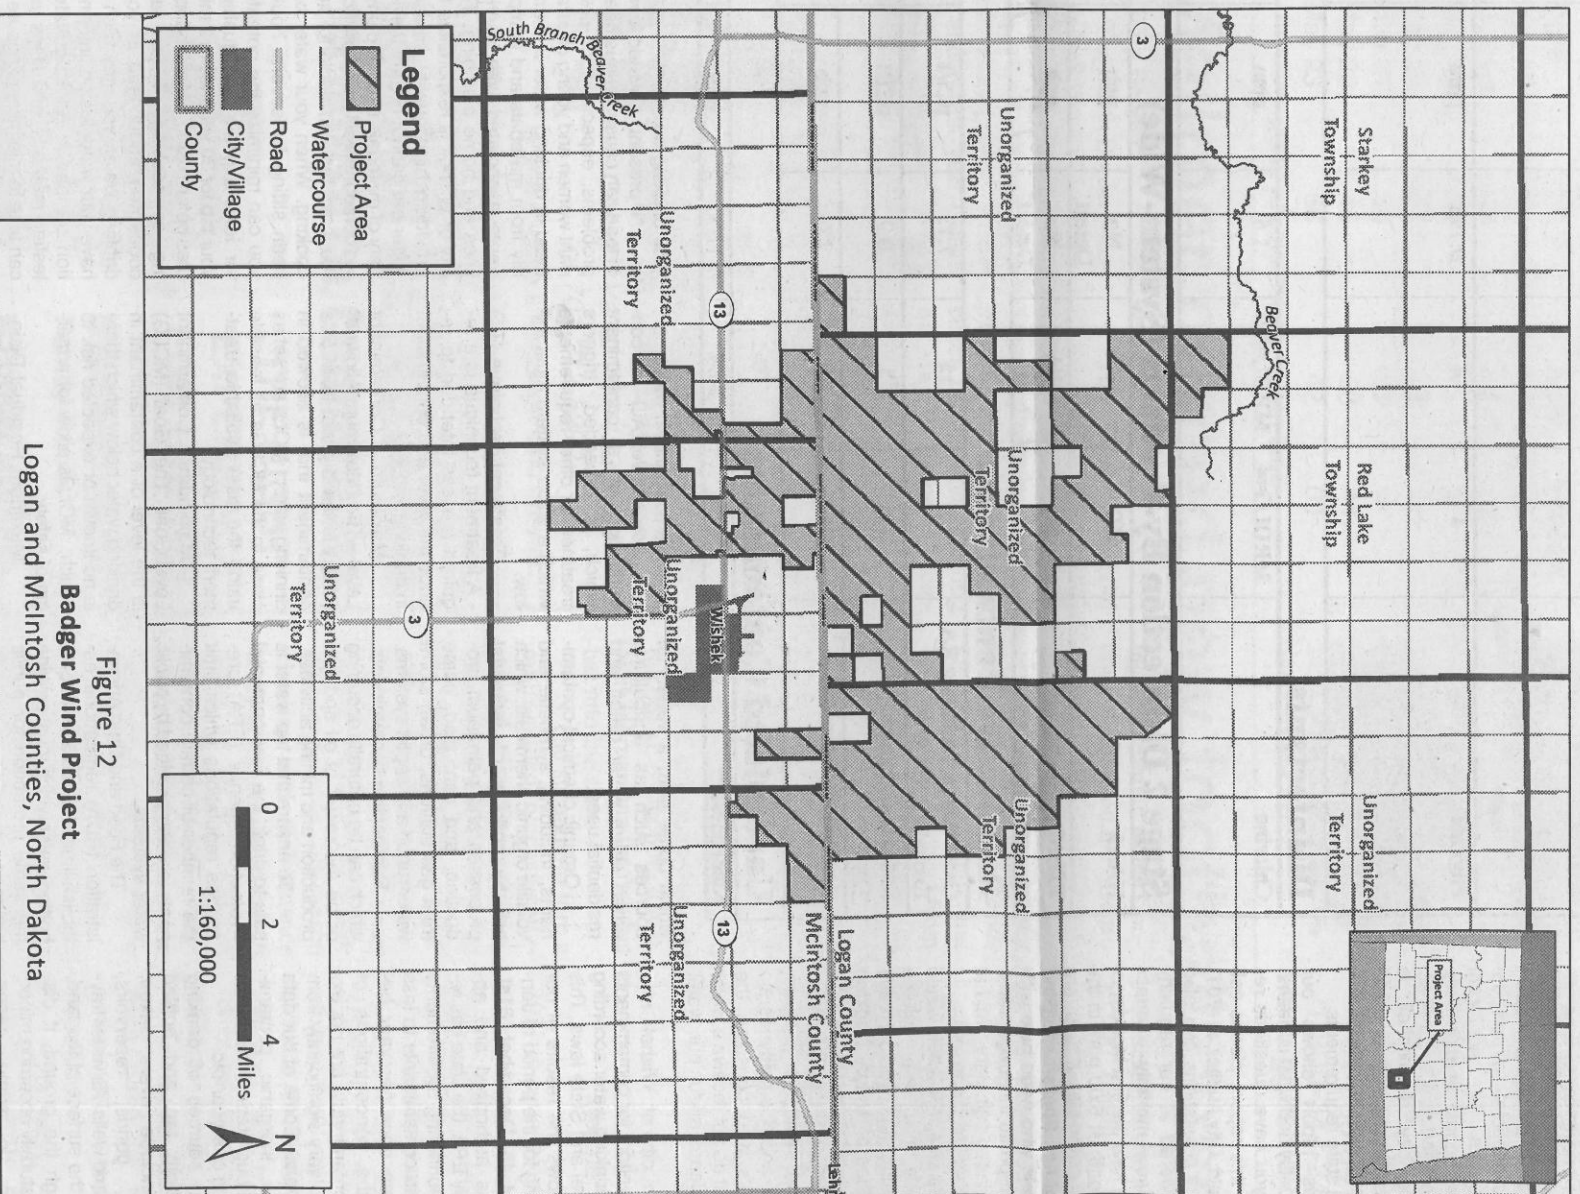 Starkey
Township
Red Lake
Township
Unorganized
Territory
Project Area
Beaver Creek
3
Unorganized
Territory
Unorganized
Territory
Unorganized
Territory
Logan County
McIntosh County
South Branch Beaver
Creek
13
Unorganized
Territory
Wishek
Unorganized
Territory
13
Unorganized
Territory
3
Unorganized
Territory
Legend
Project Area
Watercourse
Road
City/Village
County
0
2
4
Miles
1:160,000
N
Figure 12
Badger Wind Project
Logan and McIntosh Counties, North Dakota